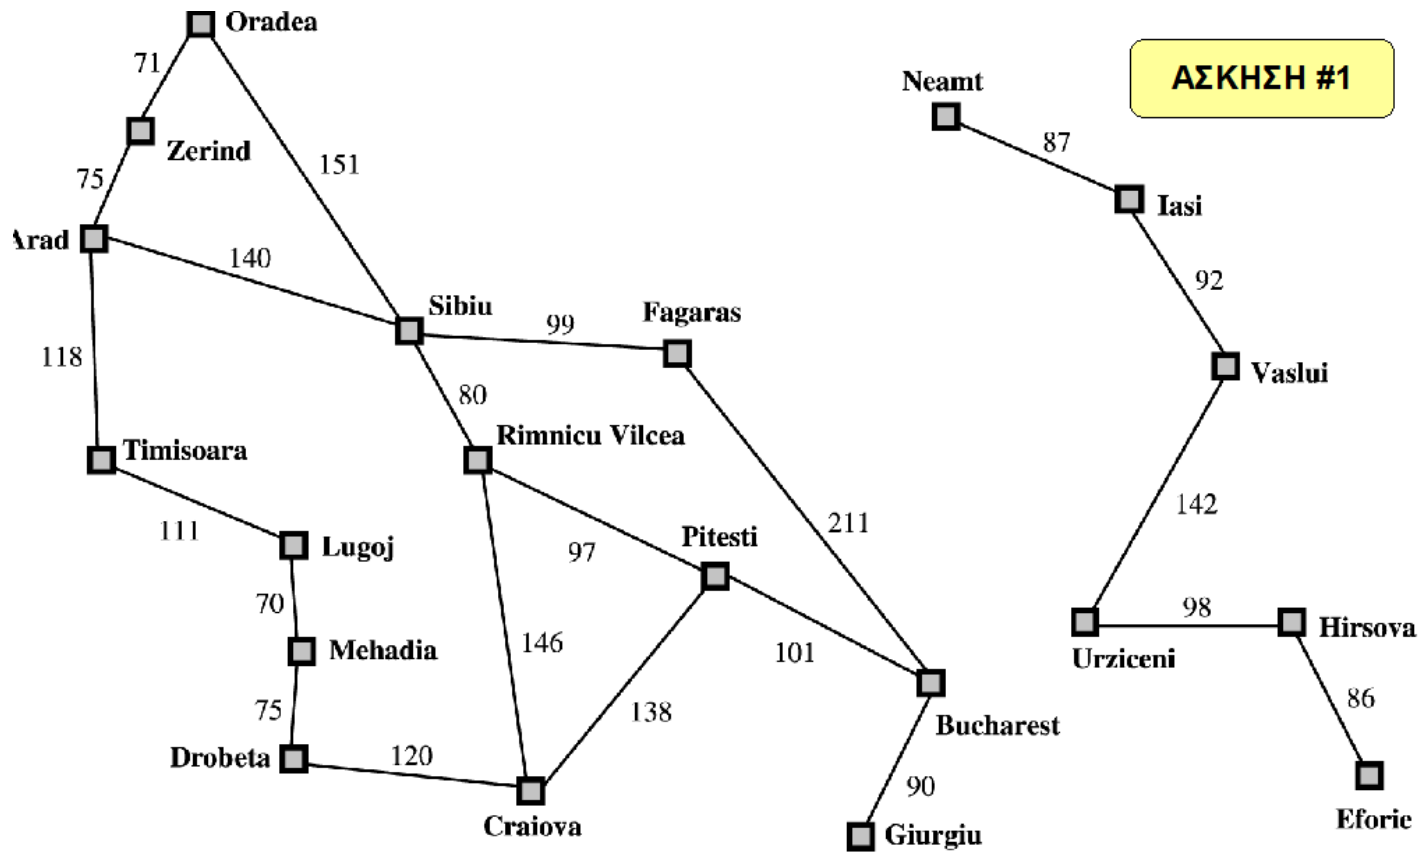 Oradea
71
Neamt
ΑΣΚΗΣΗ #1
87
Zerind
151
75
Iasi
Arad
140
92
Sibiu
Fagaras
99
118
Vaslui
80
Rimnicu Vilcea
Timisoara
142
211
111
Pitesti
Lugoj
97
70
98
Hirsova
146
101
Mehadia
Urziceni
75
138
86
Bucharest
Drobeta
120
90
Craiova
Giurgiu
Eforie